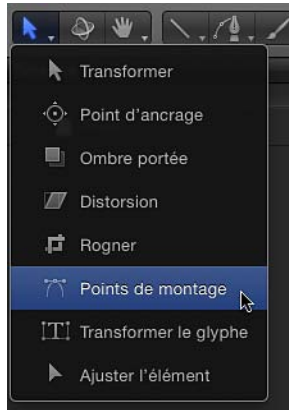 Transformer
Point d'ancrage
Ombre portée
Distorsion
Rogner
Points de montage
Transformer le glyphe
Ajuster l'élément